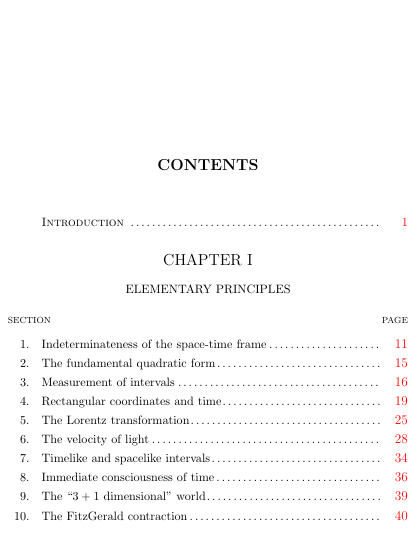 CONTENTS
INTRODUCTION ................................................ 1
CHAPTER I
ELEMENTARY PRINCIPLES
SECTION PAGE
1. Indeterminateness of the space-time frame ..................... 11
2. The fundamental quadratic form ............................... 15
3. Measurement of intervals ....................................... 16
4. Rectangular coordinates and time .............................. 19
5. The Lorentz transformation .................................... 25
6. The velocity of light ............................................ 28
7. Timelike and spacelike intervals ................................ 34
8. Immediate consciousness of time ............................... 36
9. The “3 + 1 dimensional” world ................................. 39
10. The FitzGerald contraction ..................................... 40